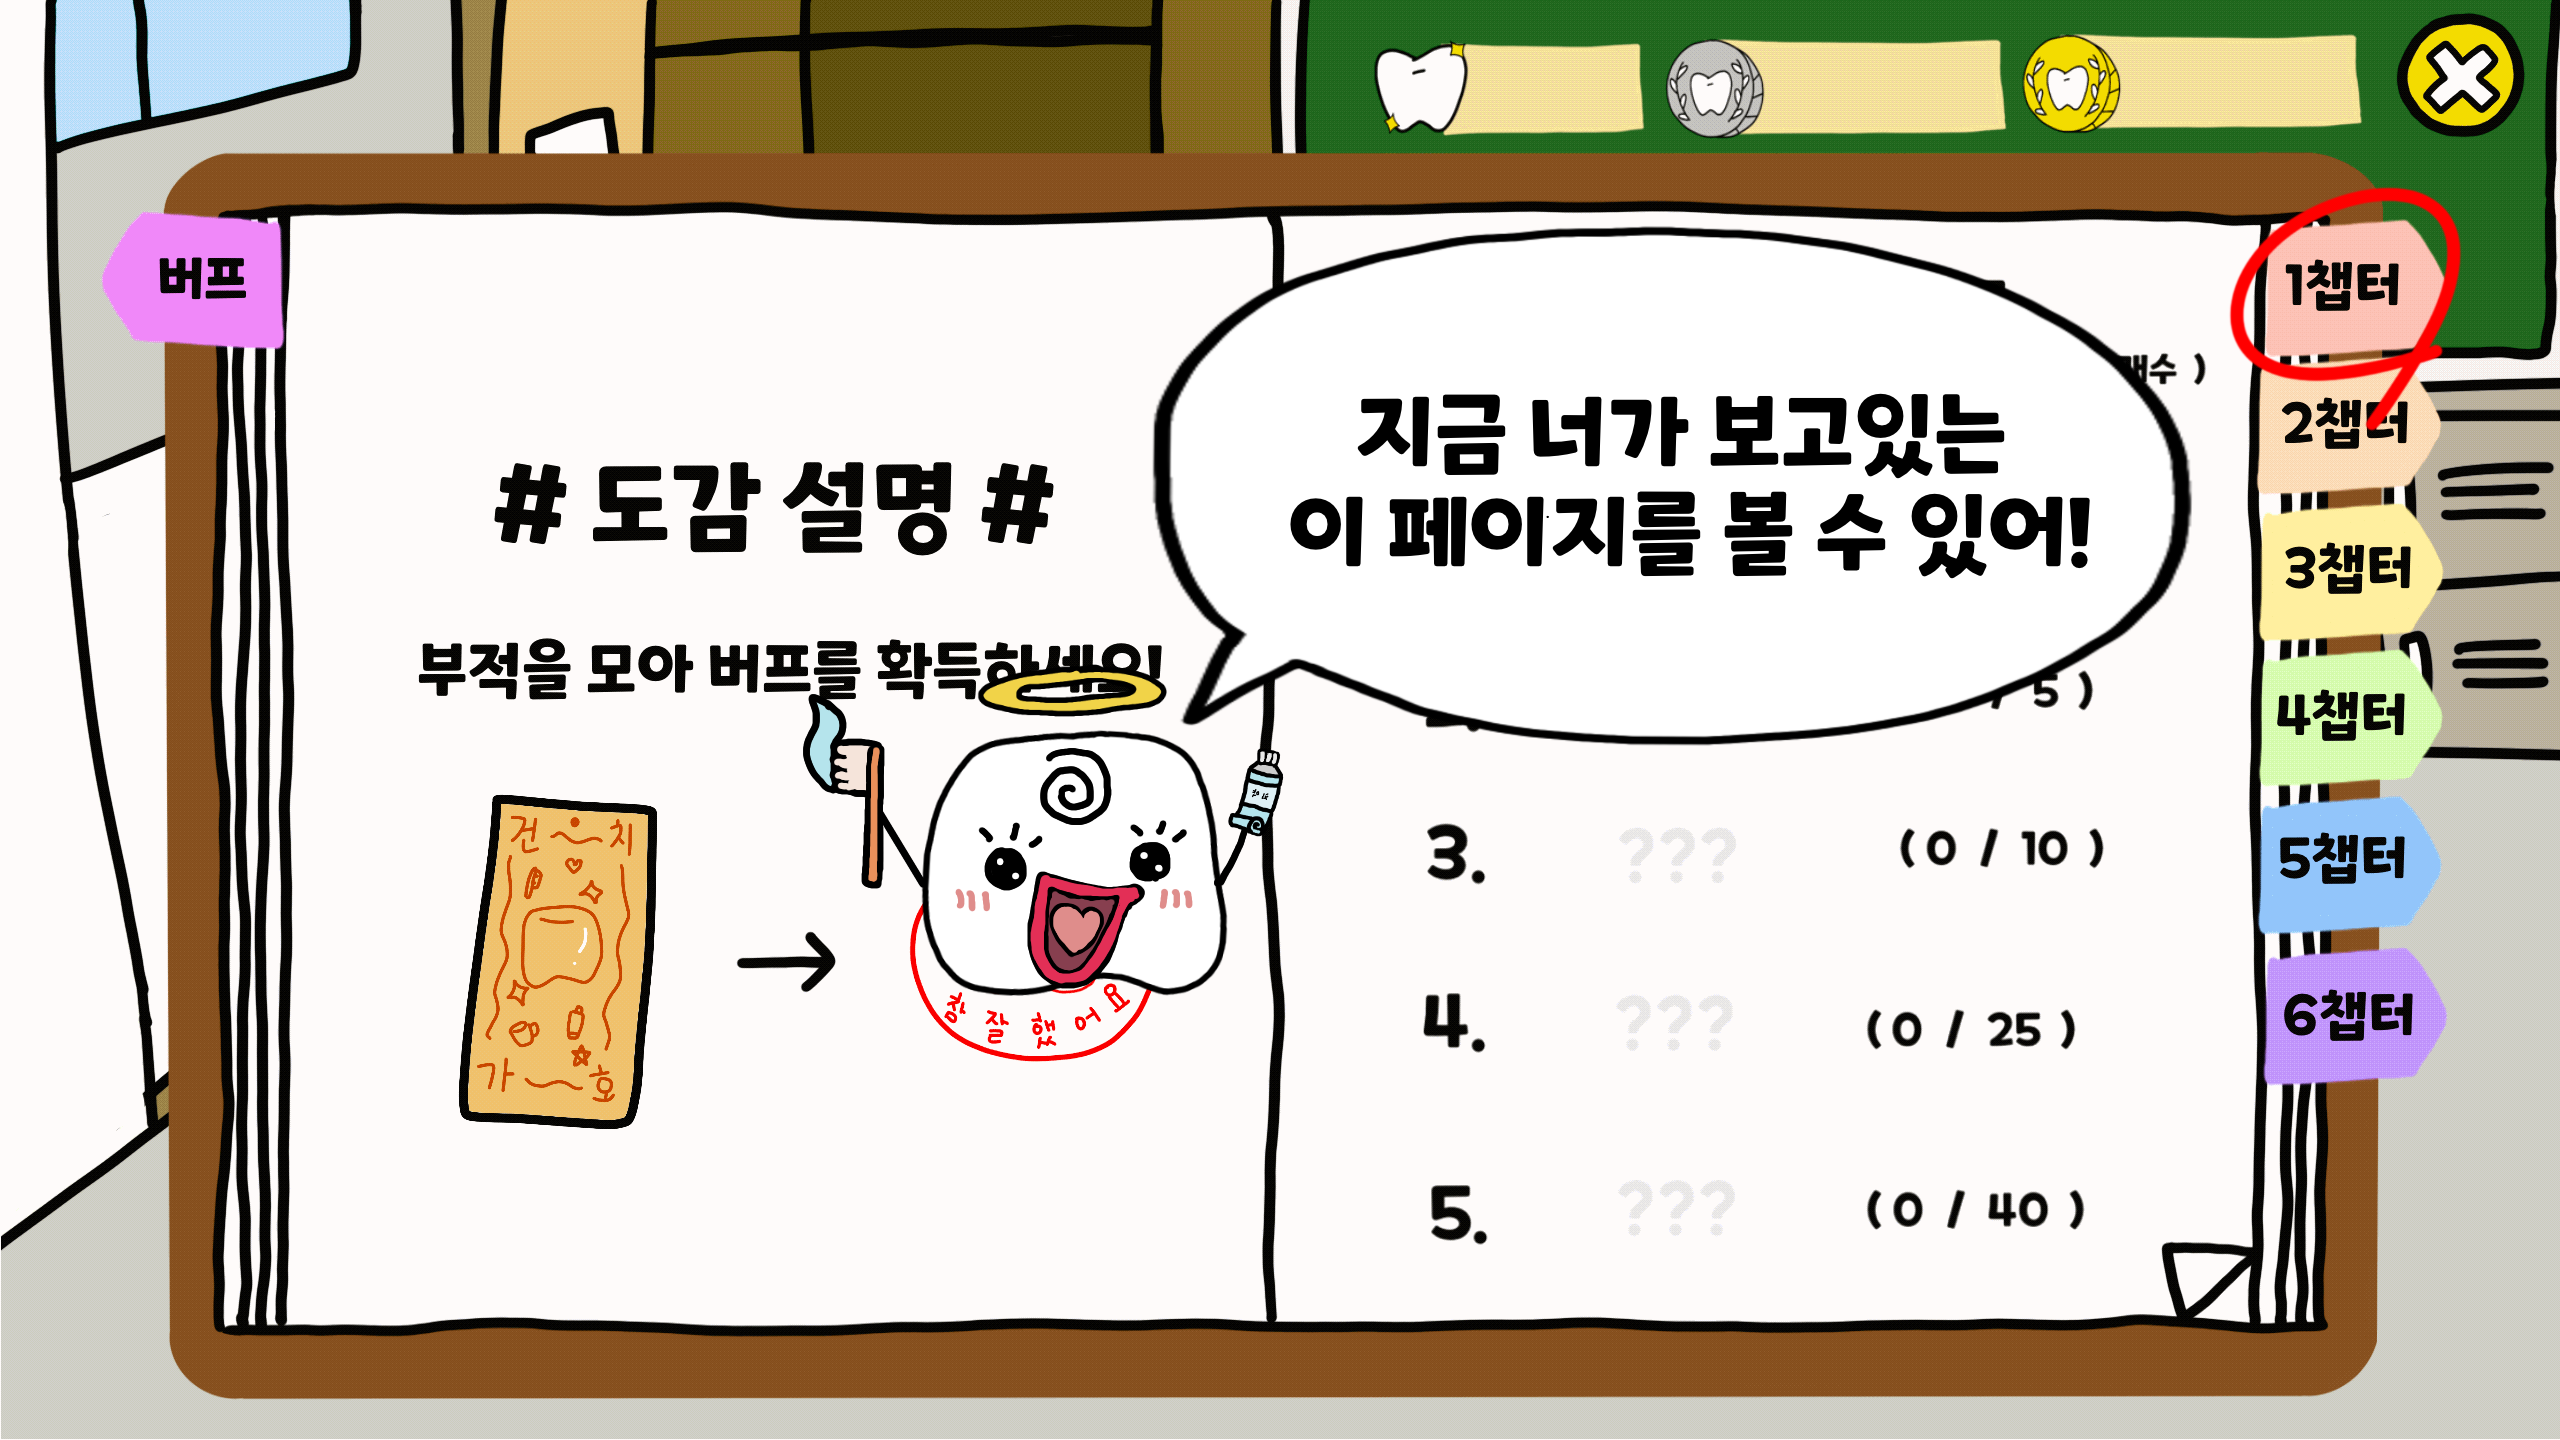 버프
# 도감 설명 #
부적을 모아 버프를 확득하세요!
건 치
가 호
참 잘 했 어 요
지금 너가 보고있는
이 페이지를 볼 수 있어!
수 )
/ 5 )
3. ??? ( 0 / 10 )
4. ??? ( 0 / 25 )
5. ??? ( 0 / 40 )
1챕터
2챕터
3챕터
4챕터
5챕터
6챕터